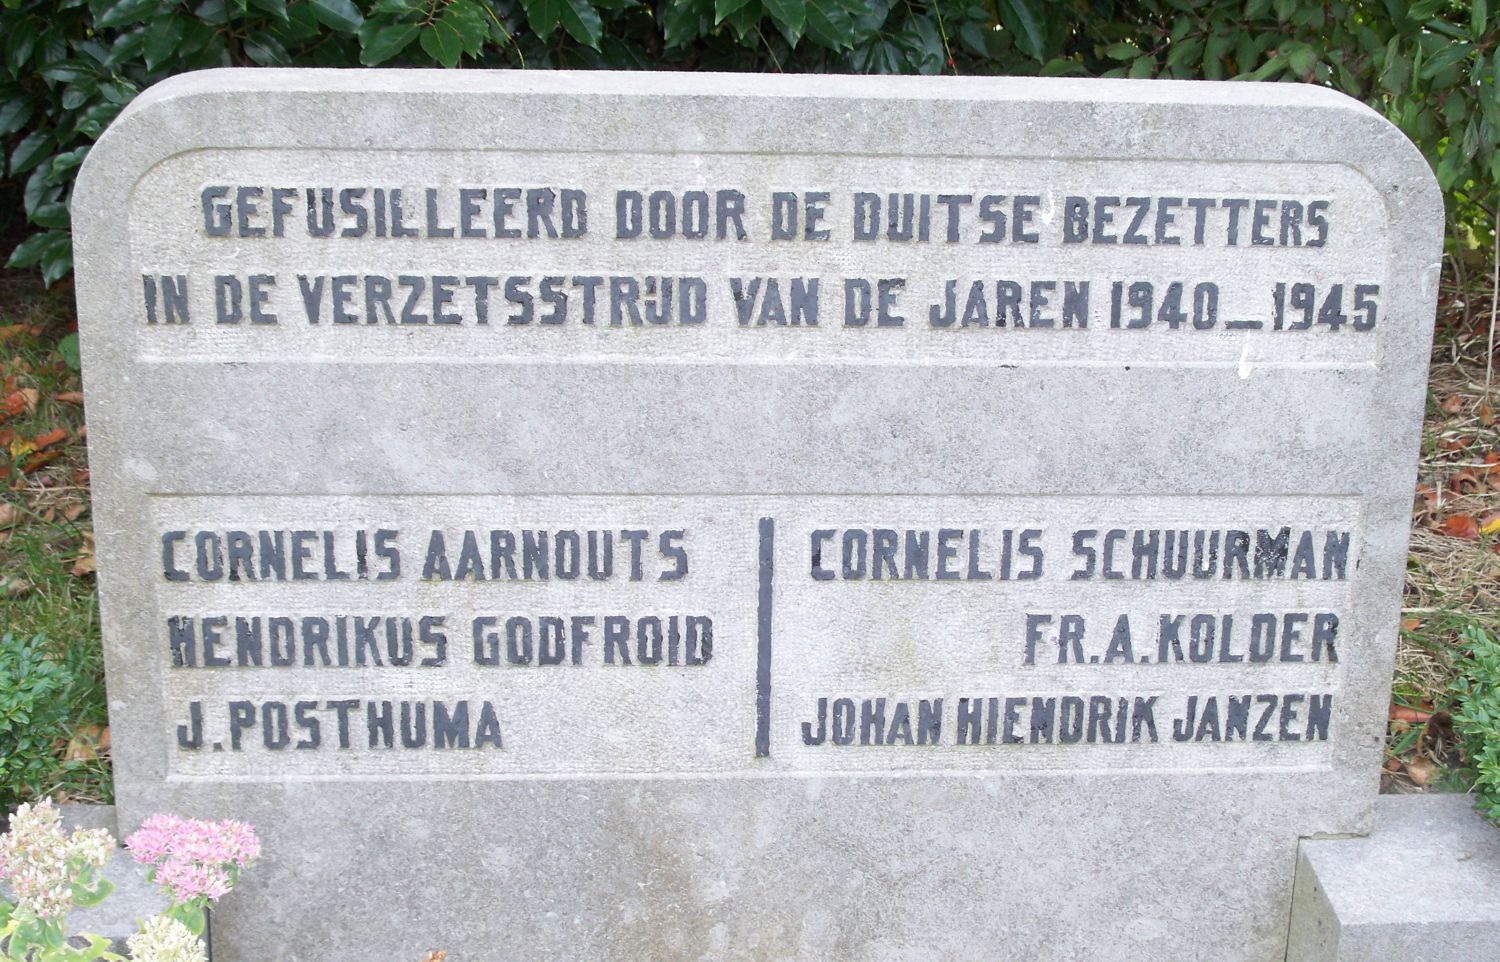 GEFUSILLEERD DOOR DE DUITSE BEZETTERS
IN DE VERZETSSTRIJD VAN DE JAREN 1940_1945
CORNELIS AARNOUTS
HENDRIKUS GODFROID
J. POSTHUMA
CORNELIS SCHUURMAN
FR. A. KOLDER
JOHAN HIENDRIK JANZEN